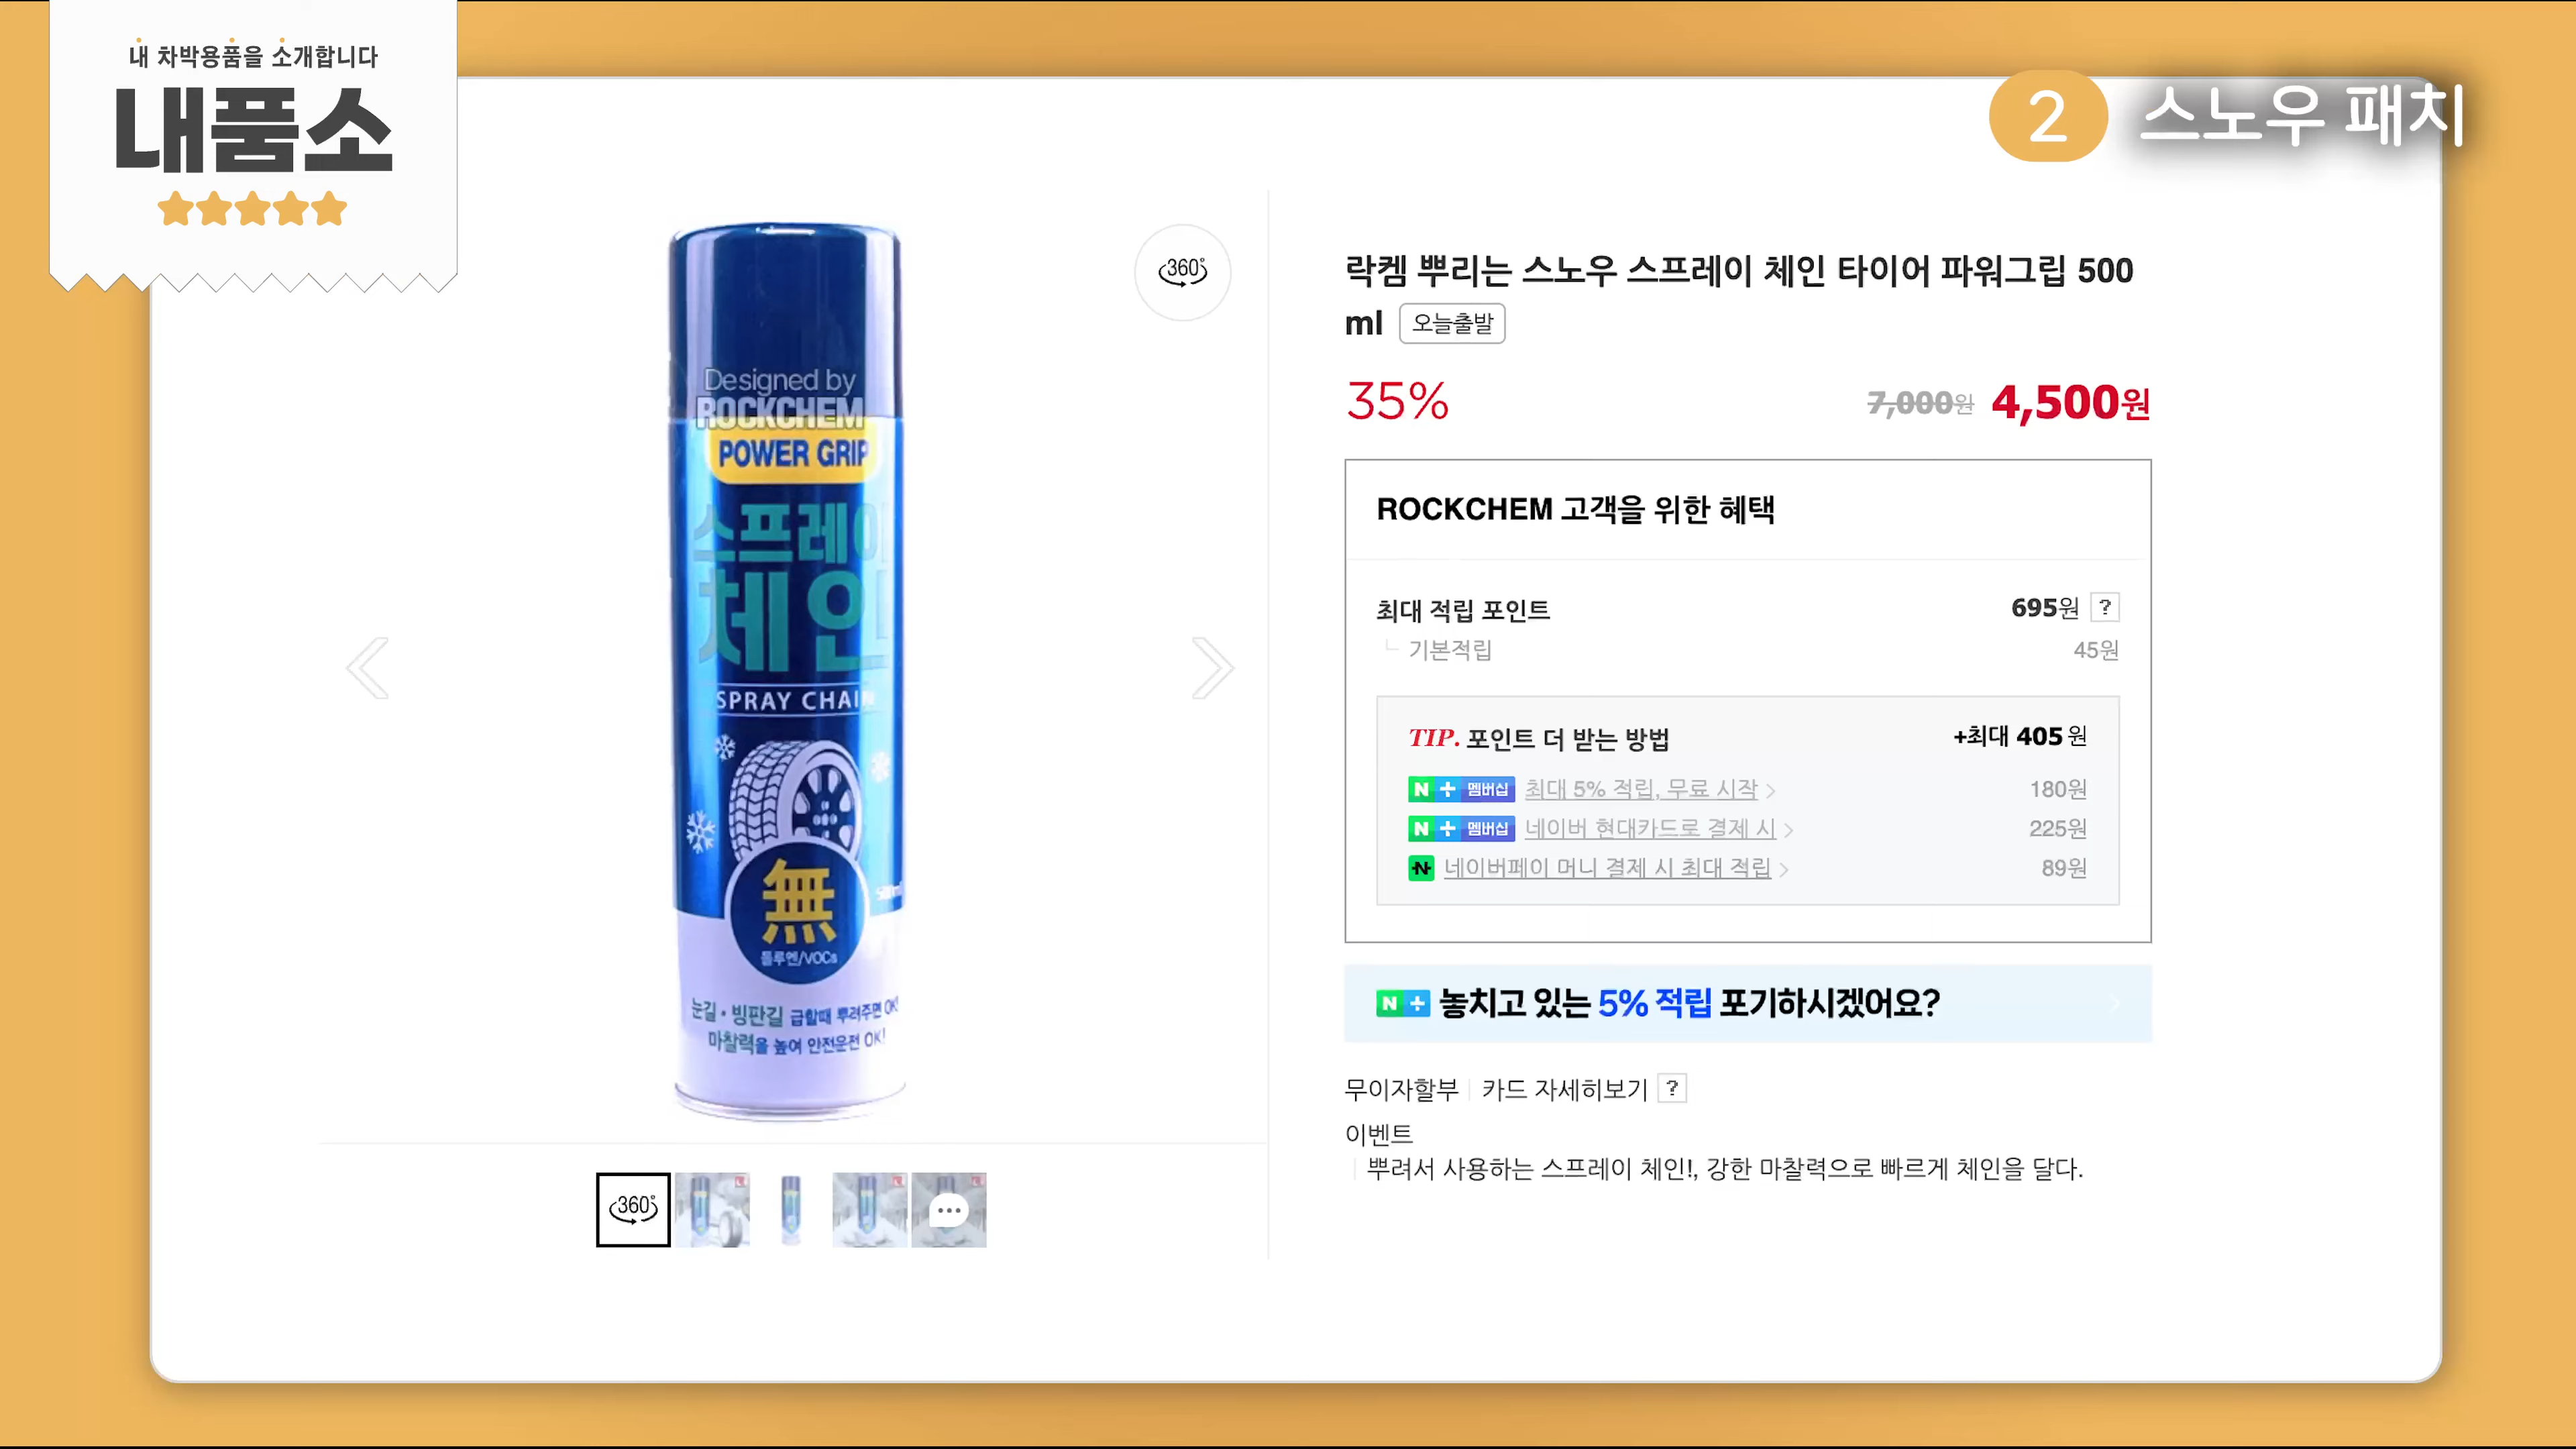 내 차박용품을 소개합니다
내품소
2 스노우 패치
360°
Designed by
ROCKCHEM
POWER GRIP
스프레이
체인
SPRAY CHAIN
無
톨루엔/VOCs
눈길·빙판길 급할때 뿌려주면 OK!
마찰력을 높여 안전운전 OK!
360°
락켐 뿌리는 스노우 스프레이 체인 타이어 파워그립 500
ml 오늘출발
35% 7,000원 4,500원
ROCKCHEM 고객을 위한 혜택
최대 적립 포인트 695원 ?
기본적립 45원
TIP. 포인트 더 받는 방법 +최대 405원
N + 멤버십 최대 5% 적립, 무료 시작 > 180원
N + 멤버십 네이버 현대카드로 결제 시 > 225원
N 네이버페이 머니 결제 시 최대 적립 > 89원
N + 놓치고 있는 5% 적립 포기하시겠어요?
무이자할부 카드 자세히보기 ?
이벤트
뿌려서 사용하는 스프레이 체인!, 강한 마찰력으로 빠르게 체인을 달다.